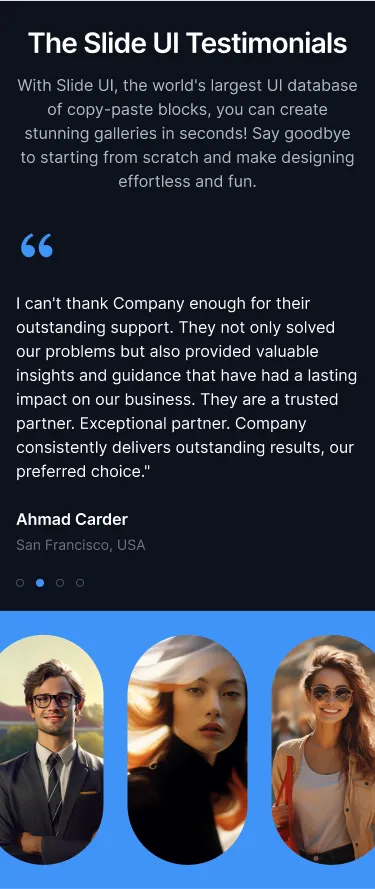 The Slide UI Testimonials
With Slide UI, the world's largest UI database
of copy-paste blocks, you can create
stunning galleries in seconds! Say goodbye
to starting from scratch and make designing
effortless and fun.
“
I can't thank Company enough for their
outstanding support. They not only solved
our problems but also provided valuable
insights and guidance that have had a lasting
impact on our business. They are a trusted
partner. Exceptional partner. Company
consistently delivers outstanding results, our
preferred choice."
Ahmad Carder
San Francisco, USA